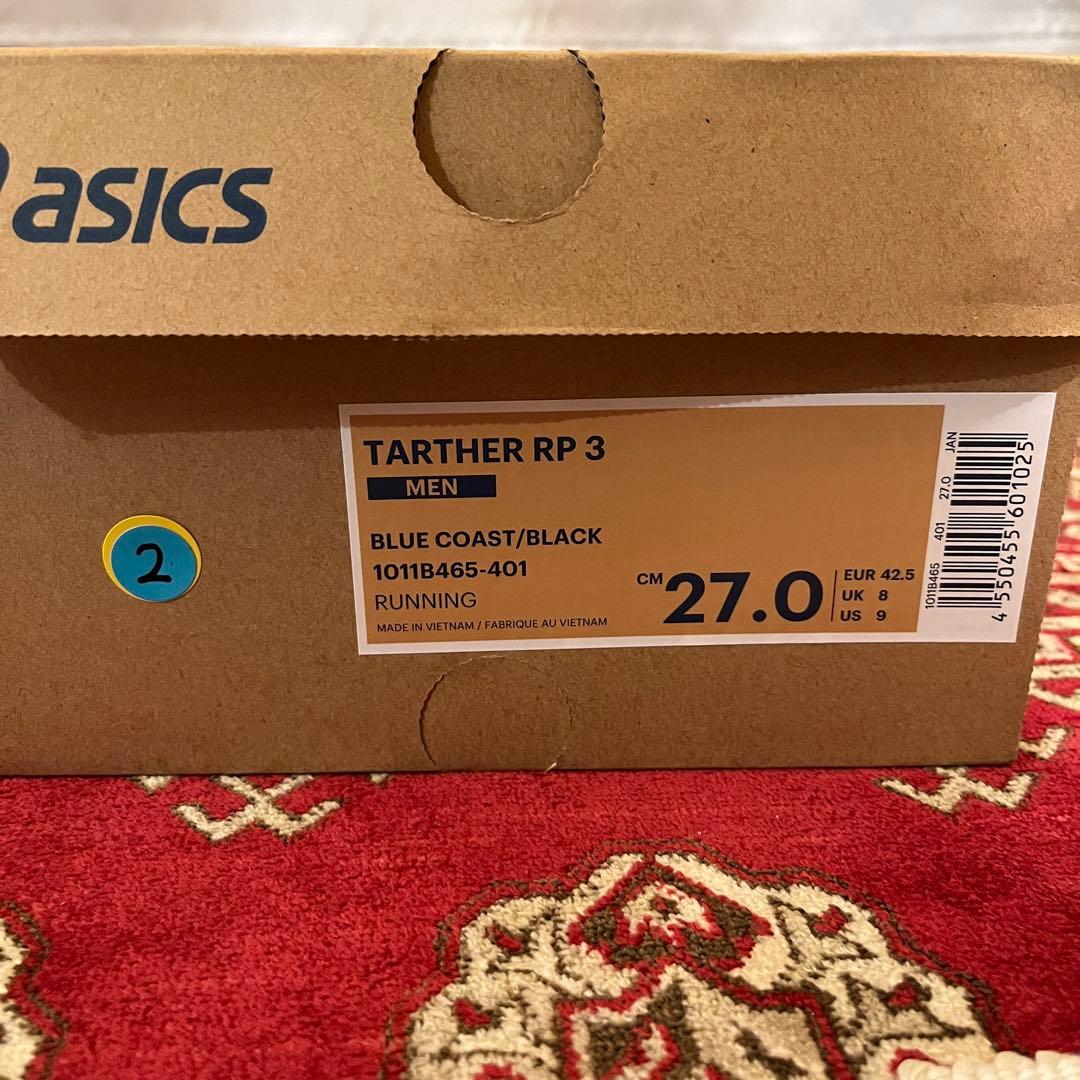 asics
2
TARTHER RP 3
MEN
BLUE COAST/BLACK
1011B465-401
RUNNING
MADE IN VIETNAM / FABRIQUE AU VIETNAM
CM 27.0
EUR 42.5
UK 8
US 9
1011B465 401 27.0 JAN
4 550455 601025